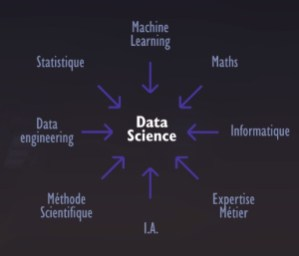 Machine
Learning
Statistique
Maths
Data
engineering
Data
Science
Informatique
Méthode
Scientifique
Expertise
Métier
I.A.